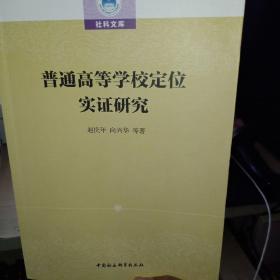 社科文库
普通高等学校定位
实证研究
赵庆年 向兴华 等著
中国社会科学出版社